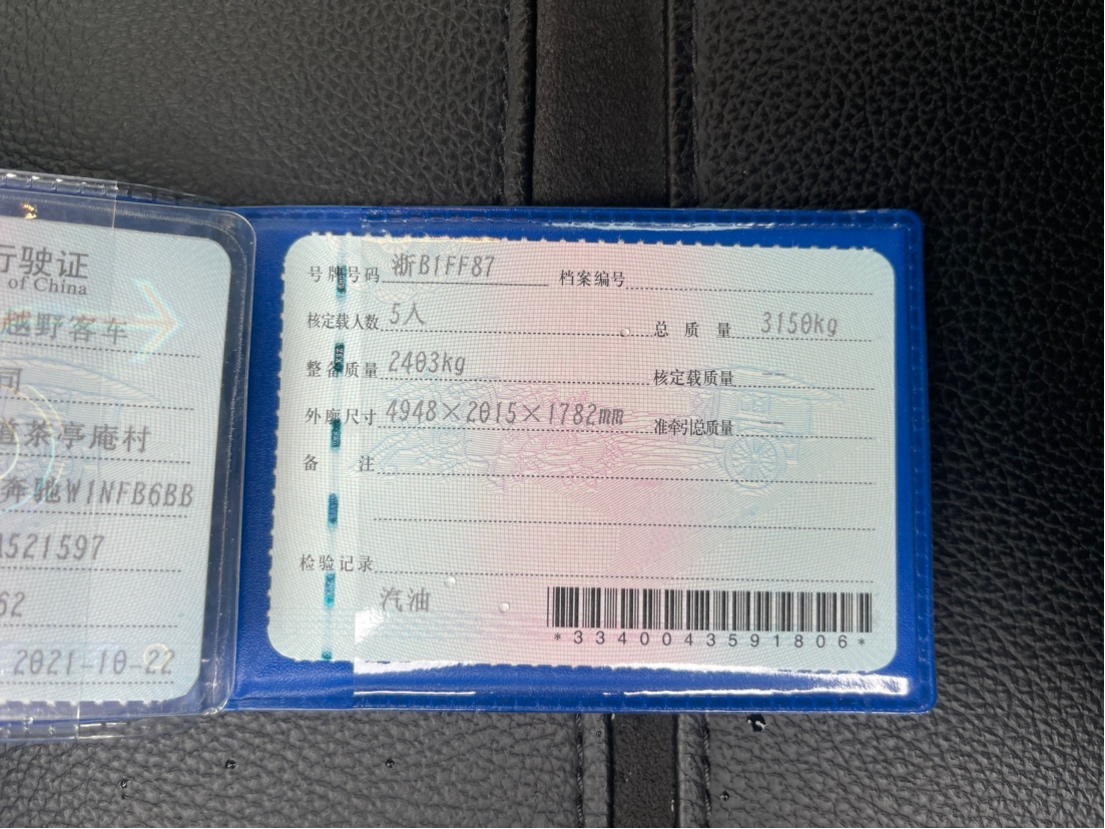 行驶证
of China
越野客车
司
道茶亭庵村
奔驰W1NFB6BB
A521597
62
2021-10-22
号牌号码 浙B1FF87 档案编号
核定载人数 5人 总质量 3150kg
整备质量 2403kg 核定载质量 --
外廓尺寸 4948×2015×1782mm 准牵引总质量 --
备注
检验记录
汽油
*3340043591806*